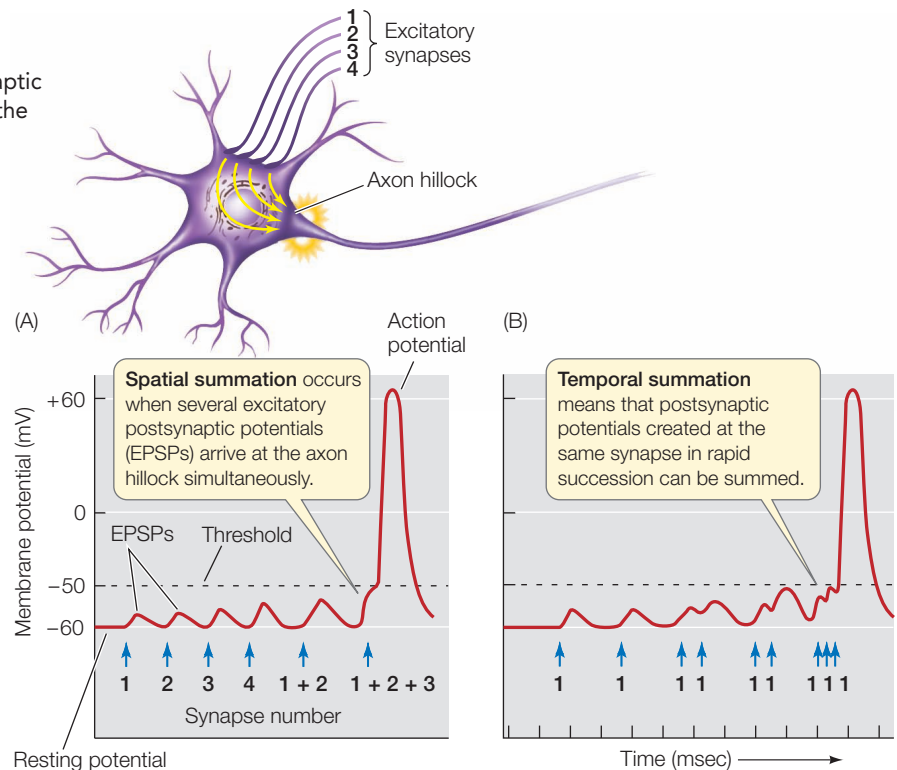 1
2
3
4
Excitatory
synapses
naptic
the
Axon hillock
(A)
Action
potential
(B)
Spatial summation occurs
when several excitatory
postsynaptic potentials
(EPSPs) arrive at the axon
hillock simultaneously.
Temporal summation
means that postsynaptic
potentials created at the
same synapse in rapid
succession can be summed.
Membrane potential (mV)
+60
0
−50
−60
EPSPs
Threshold
1 2 3 4 1 + 2 1 + 2 + 3
Synapse number
Resting potential
1 1 1 1 1 1 1 1 1
Time (msec)